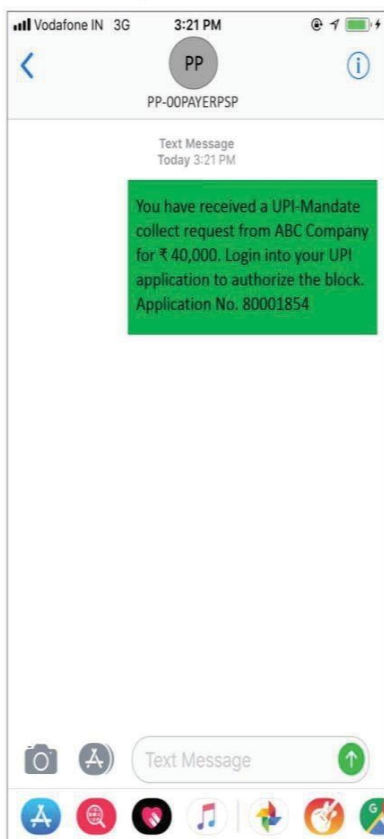 Vodafone IN 3G 3:21 PM
PP
PP-OOPAYERPSP
Text Message
Today 3:21 PM
You have received a UPI-Mandate
collect request from ABC Company
for ₹ 40,000. Login into your UPI
application to authorize the block.
Application No. 80001854
Text Message